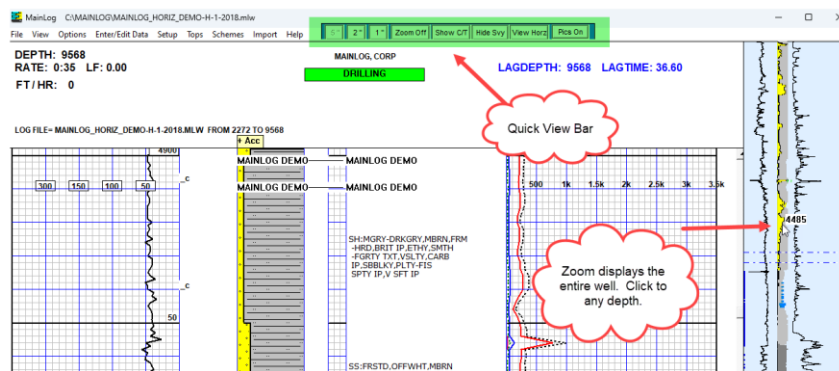 MainLog C:\MAINLOG\MAINLOG_HORIZ_DEMO-H-1-2018.mlw
File View Options Enter/Edit Data Setup Tops Schemes Import Help
5" 2" 1" Zoom Off Show C/T Hide Svy View Horz Pics On
DEPTH: 9568
RATE: 0:35 LF: 0.00
FT / HR: 0
MAINLOG, CORP
DRILLING
LAGDEPTH: 9568 LAGTIME: 36.60
Quick View Bar
LOG FILE= MAINLOG_HORIZ_DEMO-H-1-2018.MLW FROM 2272 TO 9568
+ Acc
4900
MAINLOG DEMO MAINLOG DEMO
_c
300 150 100 50
MAINLOG DEMO MAINLOG DEMO
500 1k 1.5k 2k 2.5k 3k 3.5k
4485
SH:MGRY-DRKGRY,MBRN,FRM
-HRD,BRIT IP,ETHY,SMTH
-FGRTY TXT,VSLTY,CARB
IP,SBBLKY,PLTY-FIS
SPTY IP,V SFT IP
Zoom displays the
entire well. Click to
any depth.
_c
50
SS:FRSTD,OFFWHT,MBRN